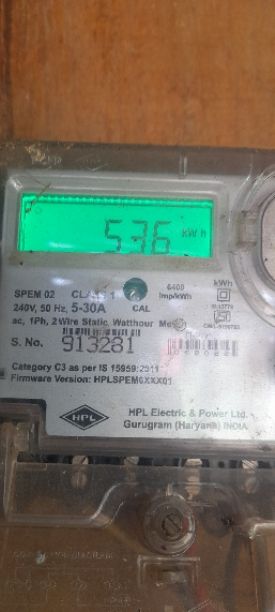 536 kWh
SPEM 02 CLASS 1
240V, 50 Hz, 5-30A CAL
6400 imp/kWh
kWh
ac, 1Ph, 2 Wire Static, Watthour
S. No. 913281
Category C3 as per IS 15959:2011
Firmware Version: HPLSPEM6XXX01
HPL
HPL Electric & Power Ltd.
Gurugram (Haryana) INDIA